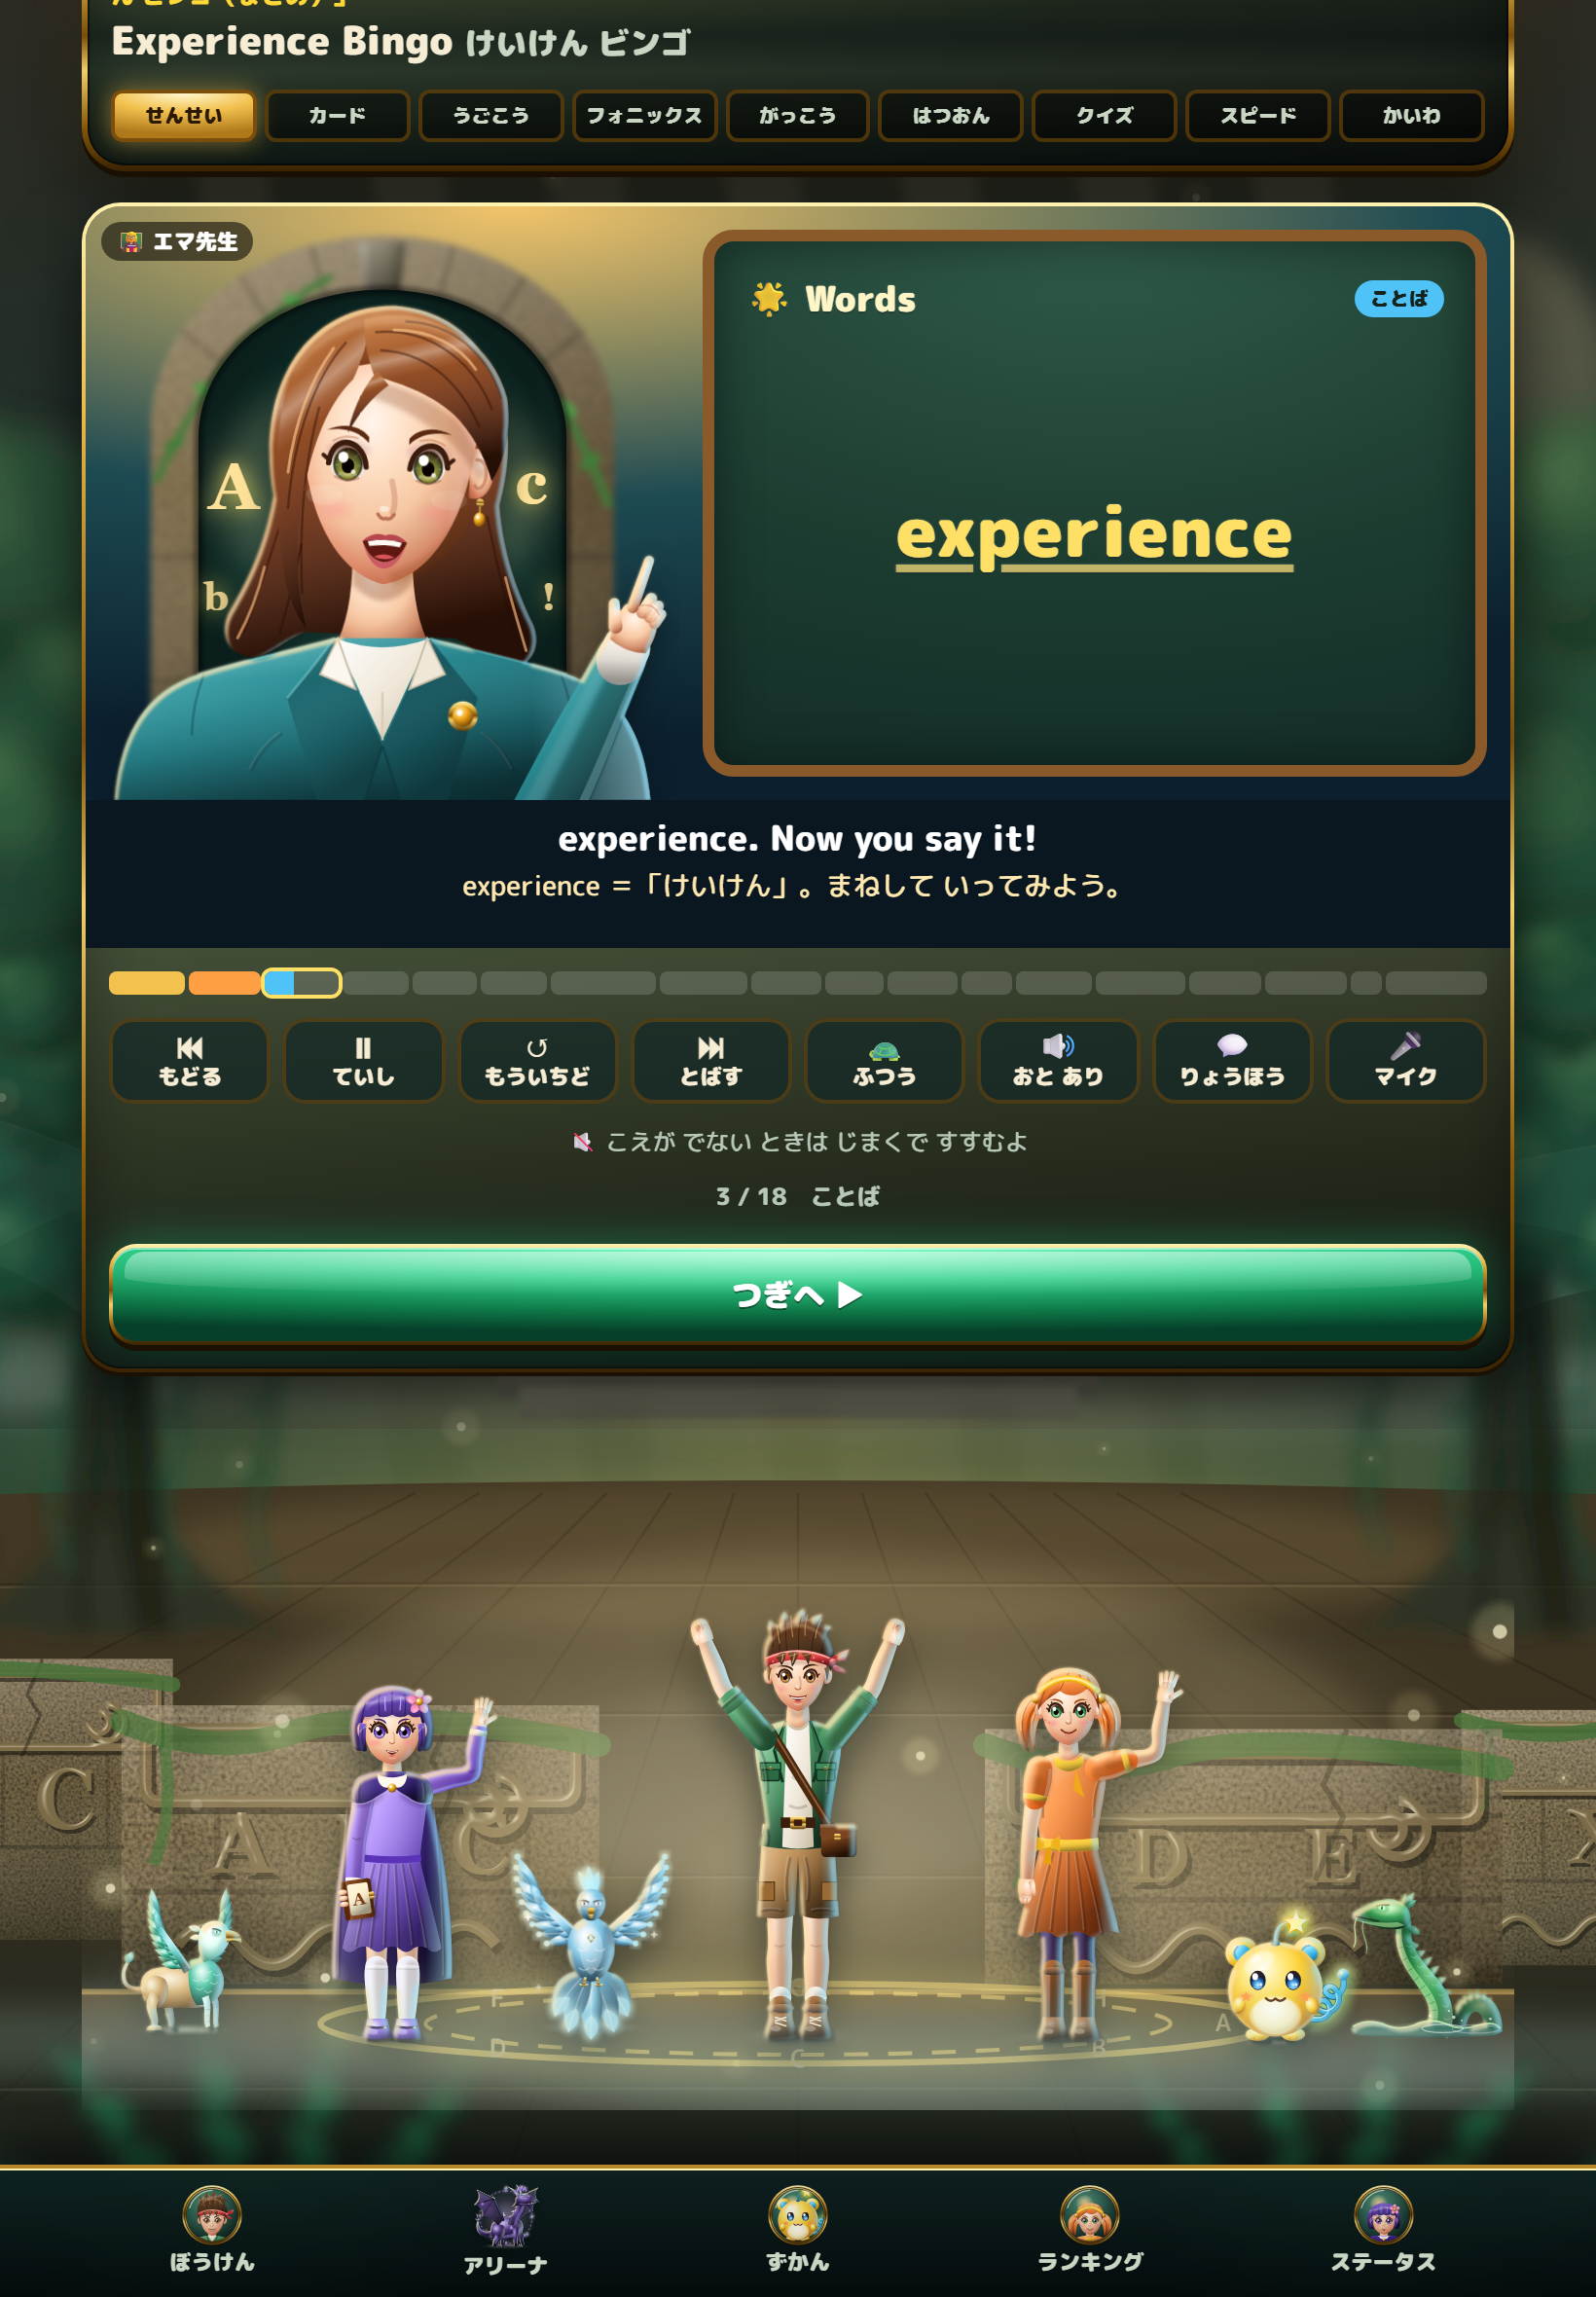 Experience Bingo けいけん ビンゴ
せんせい カード うごこう フォニックス がっこう はつおん クイズ スピード かいわ
エマ先生
Words ことば
A c
b !
experience
experience. Now you say it!
experience ＝「けいけん」。まねして いってみよう。
もどる ていし もういちど とばす ふつう おと あり りょうほう マイク
こえが でない ときは じまくで すすむよ
3 / 18 ことば
つぎへ ▶
C A C D E
A
F A
D C B
ぼうけん アリーナ ずかん ランキング ステータス